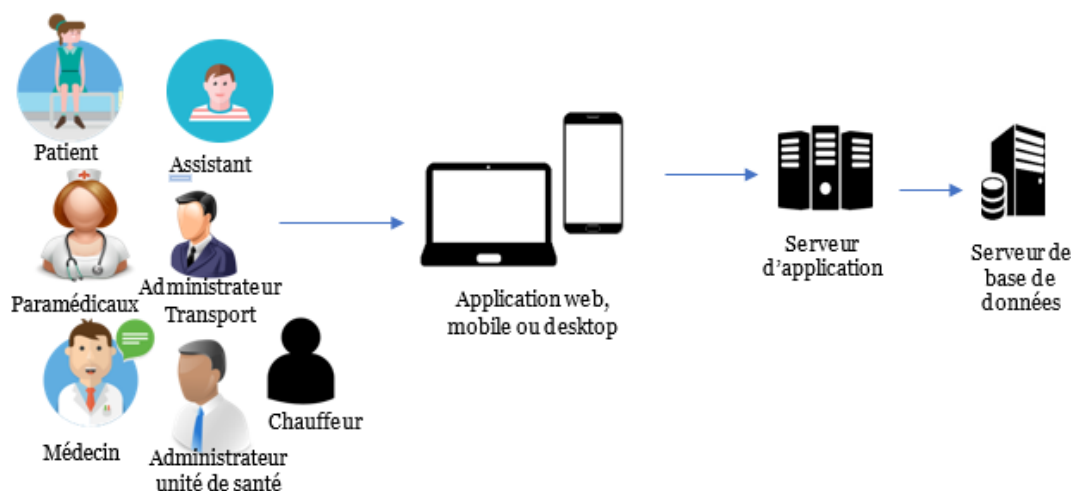 Patient
Assistant
Paramédicaux
Administrateur
Transport
Médecin
Administrateur
unité de santé
Chauffeur
Application web,
mobile ou desktop
Serveur
d’application
Serveur de
base de
données